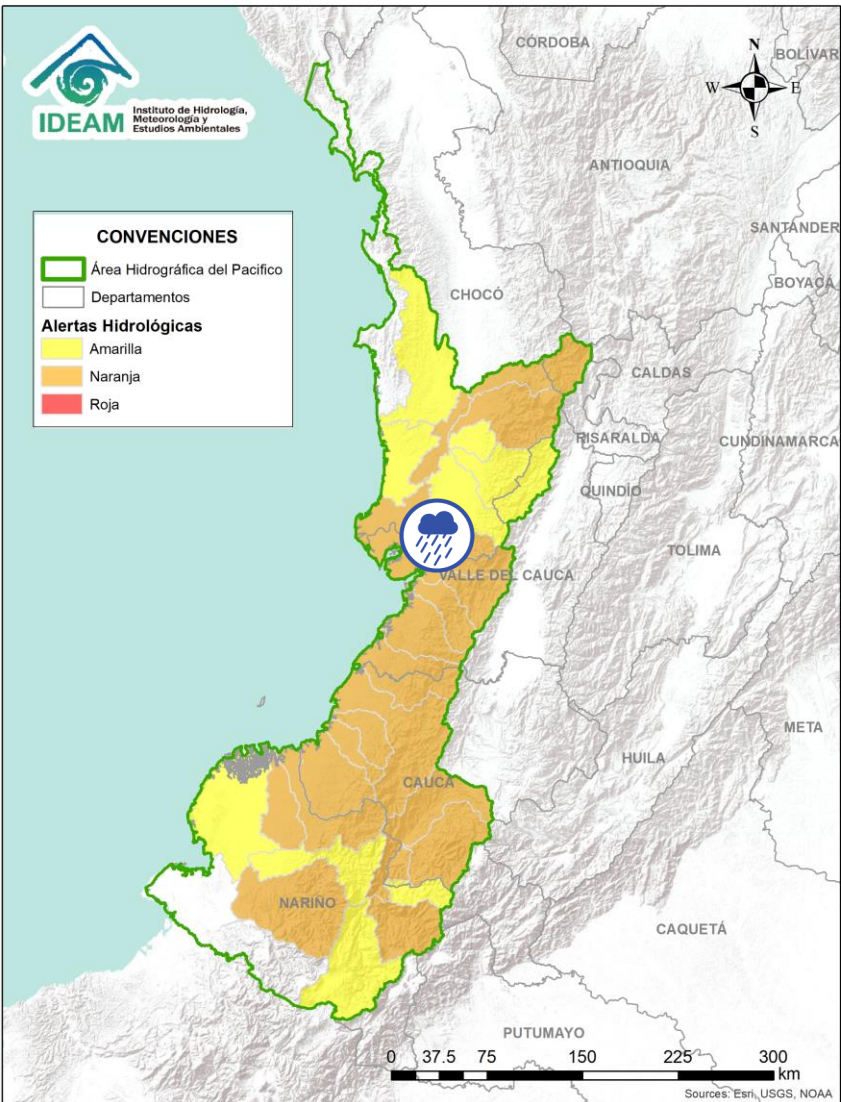 IDEAM
Instituto de Hidrología,
Meteorología y
Estudios Ambientales
N
W
E
S
CÓRDOBA
BOLÍVAR
ANTIOQUIA
SANTANDER
BOYACÁ
CHOCÓ
CONVENCIONES
Área Hidrográfica del Pacifico
Departamentos
Alertas Hidrológicas
Amarilla
Naranja
Roja
CALDAS
RISARALDA
CUNDINAMARCA
QUINDÍO
TOLIMA
VALLE DEL CAUCA
META
HUILA
CAUCA
NARIÑO
CAQUETÁ
PUTUMAYO
0 37.5 75 150 225 300
km
Sources: Esri, USGS, NOAA